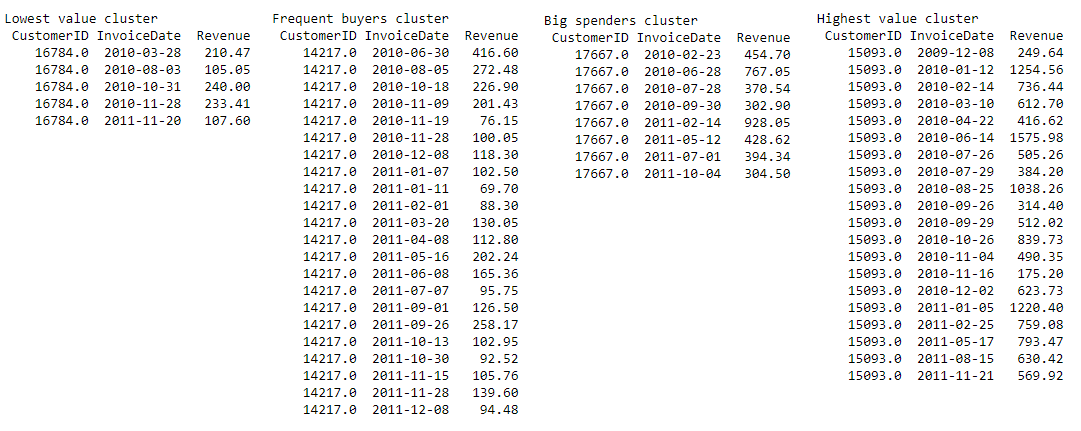 Lowest value cluster
CustomerID InvoiceDate Revenue
16784.0 2010-03-28 210.47
16784.0 2010-08-03 105.05
16784.0 2010-10-31 240.00
16784.0 2010-11-28 233.41
16784.0 2011-11-20 107.60
Frequent buyers cluster
CustomerID InvoiceDate Revenue
14217.0 2010-06-30 416.60
14217.0 2010-08-05 272.48
14217.0 2010-10-18 226.90
14217.0 2010-11-09 201.43
14217.0 2010-11-19 76.15
14217.0 2010-11-28 100.05
14217.0 2010-12-08 118.30
14217.0 2011-01-07 102.50
14217.0 2011-01-11 69.70
14217.0 2011-02-01 88.30
14217.0 2011-03-20 130.05
14217.0 2011-04-08 112.80
14217.0 2011-05-16 202.24
14217.0 2011-06-08 165.36
14217.0 2011-07-07 95.75
14217.0 2011-09-01 126.50
14217.0 2011-09-26 258.17
14217.0 2011-10-13 102.95
14217.0 2011-10-30 92.52
14217.0 2011-11-15 105.76
14217.0 2011-11-28 139.60
14217.0 2011-12-08 94.48
Big spenders cluster
CustomerID InvoiceDate Revenue
17667.0 2010-02-23 454.70
17667.0 2010-06-28 767.05
17667.0 2010-07-28 370.54
17667.0 2010-09-30 302.90
17667.0 2011-02-14 928.05
17667.0 2011-05-12 428.62
17667.0 2011-07-01 394.34
17667.0 2011-10-04 304.50
Highest value cluster
CustomerID InvoiceDate Revenue
15093.0 2009-12-08 249.64
15093.0 2010-01-12 1254.56
15093.0 2010-02-14 736.44
15093.0 2010-03-10 612.70
15093.0 2010-04-22 416.62
15093.0 2010-06-14 1575.98
15093.0 2010-07-26 505.26
15093.0 2010-07-29 384.20
15093.0 2010-08-25 1038.26
15093.0 2010-09-26 314.40
15093.0 2010-09-29 512.02
15093.0 2010-10-26 839.73
15093.0 2010-11-04 490.35
15093.0 2010-11-16 175.20
15093.0 2010-12-02 623.73
15093.0 2011-01-05 1220.40
15093.0 2011-02-25 759.08
15093.0 2011-05-17 793.47
15093.0 2011-08-15 630.42
15093.0 2011-11-21 569.92